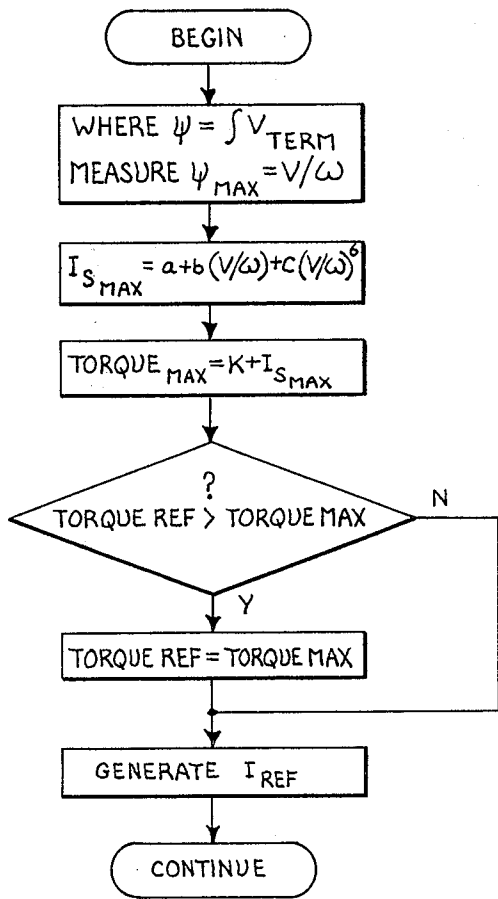 BEGIN
WHERE ψ = ∫ V_TERM
MEASURE ψ_MAX = V/ω
I_S_MAX = a+b (V/ω)+C(V/ω)^6
TORQUE_MAX = K+I_S_MAX
?
TORQUE REF > TORQUE MAX
N
Y
TORQUE REF = TORQUE MAX
GENERATE I_REF
CONTINUE